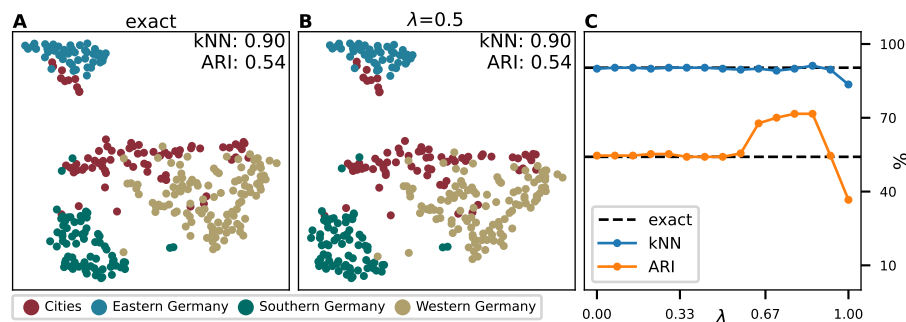 A
exact
kNN: 0.90
ARI: 0.54
B
λ=0.5
kNN: 0.90
ARI: 0.54
C
100
70
%
40
10
exact
kNN
ARI
0.00
0.33
λ
0.67
1.00
Cities
Eastern Germany
Southern Germany
Western Germany